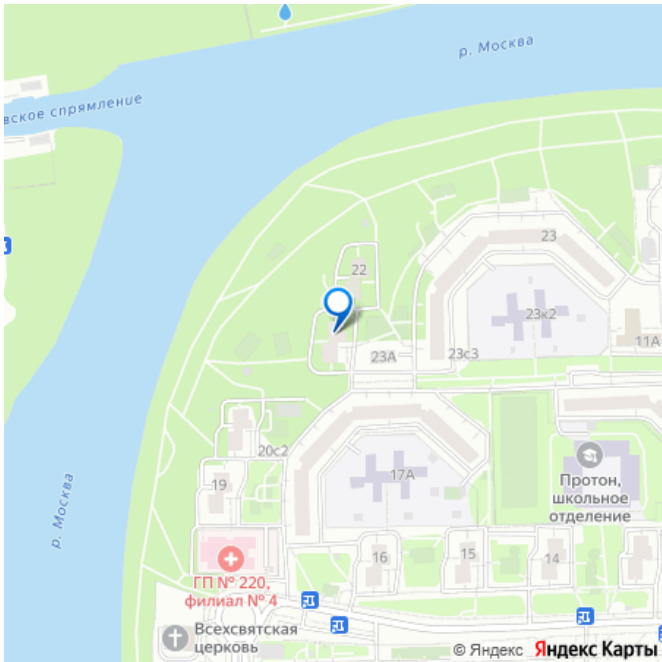 р. Москва
вское спрямление
23
22
23к2
11А
23А
23с3
20с2
17А
19
Протон,
школьное
отделение
р. Москва
16
15
14
ГП № 220,
филиал № 4
Всехсвятская
церковь
© Яндекс Яндекс Карты